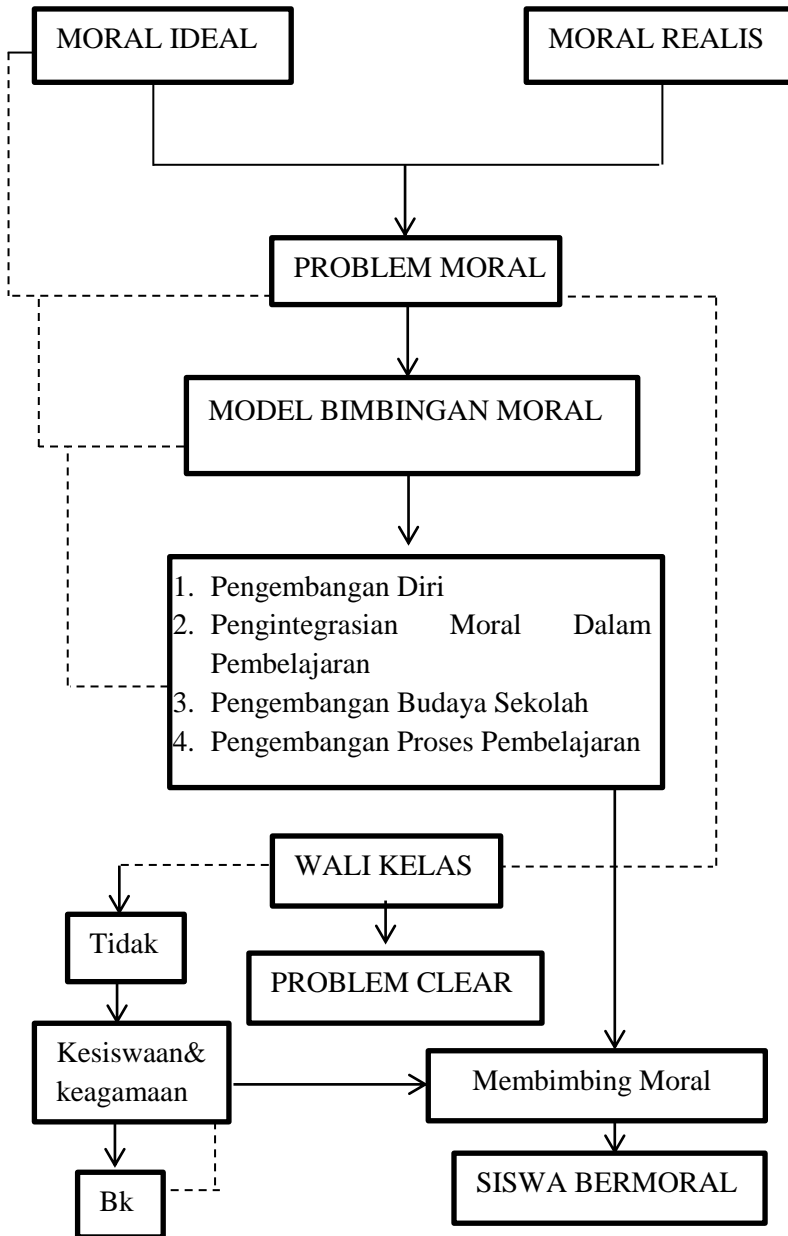 MORAL IDEAL
MORAL REALIS
PROBLEM MORAL
MODEL BIMBINGAN MORAL
1. Pengembangan Diri
2. Pengintegrasian Moral Dalam
Pembelajaran
3. Pengembangan Budaya Sekolah
4. Pengembangan Proses Pembelajaran
WALI KELAS
Tidak
PROBLEM CLEAR
Kesiswaan&
keagamaan
Membimbing Moral
Bk
SISWA BERMORAL